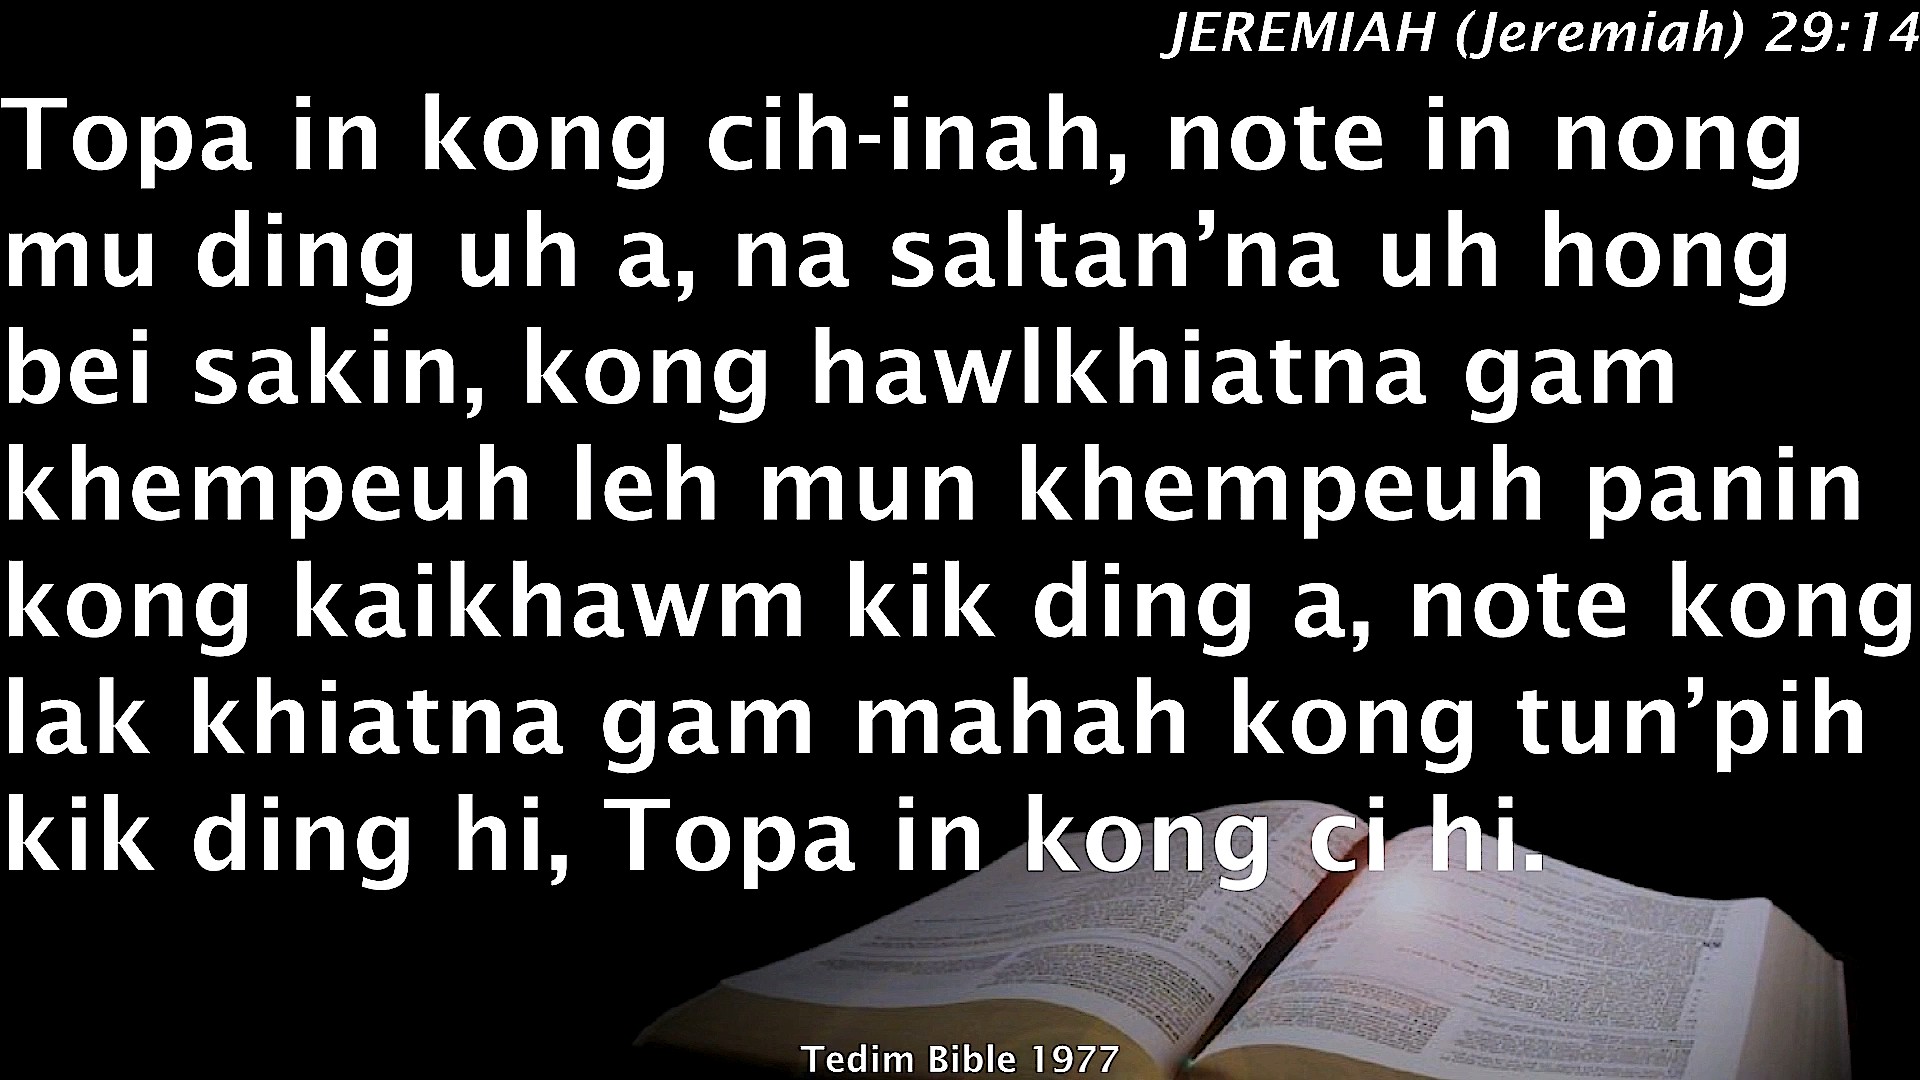 JEREMIAH (Jeremiah) 29:14
Topa in kong cih-inah, note in nong
mu ding uh a, na saltan’na uh hong
bei sakin, kong hawlkhiatna gam
khempeuh leh mun khempeuh panin
kong kaikhawm kik ding a, note kong
lak khiatna gam mahah kong tun’pih
kik ding hi, Topa in kong ci hi.
Tedim Bible 1977